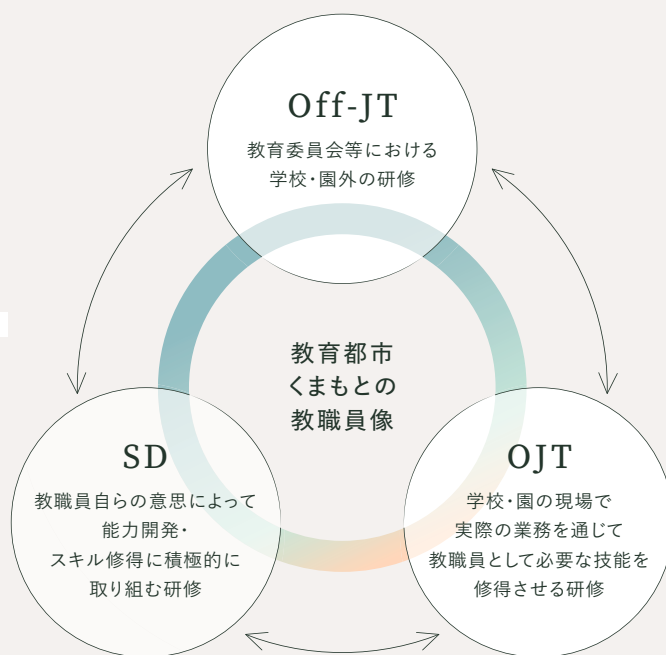 Off-JT
教育委員会等における
学校・園外の研修
教育都市
くまもとの
教職員像
SD
教職員自らの意思によって
能力開発・
スキル修得に積極的に
取り組む研修
OJT
学校・園の現場で
実際の業務を通じて
教職員として必要な技能を
修得させる研修